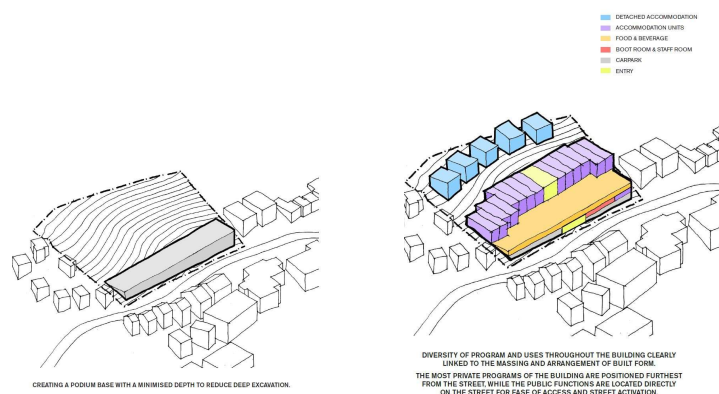 DETACHED ACCOMMODATION
ACCOMMODATION UNITS
FOOD & BEVERAGE
BOOT ROOM & STAFF ROOM
CARPARK
ENTRY
CREATING A PODIUM BASE WITH A MINIMISED DEPTH TO REDUCE DEEP EXCAVATION.
DIVERSITY OF PROGRAM AND USES THROUGHOUT THE BUILDING CLEARLY
LINKED TO THE MASSING AND ARRANGEMENT OF BUILT FORM.
THE MOST PRIVATE PROGRAMS OF THE BUILDING ARE POSITIONED FURTHEST
FROM THE STREET, WHILE THE PUBLIC FUNCTIONS ARE LOCATED DIRECTLY
ON THE STREET FOR EASE OF ACCESS AND STREET ACTIVATION.